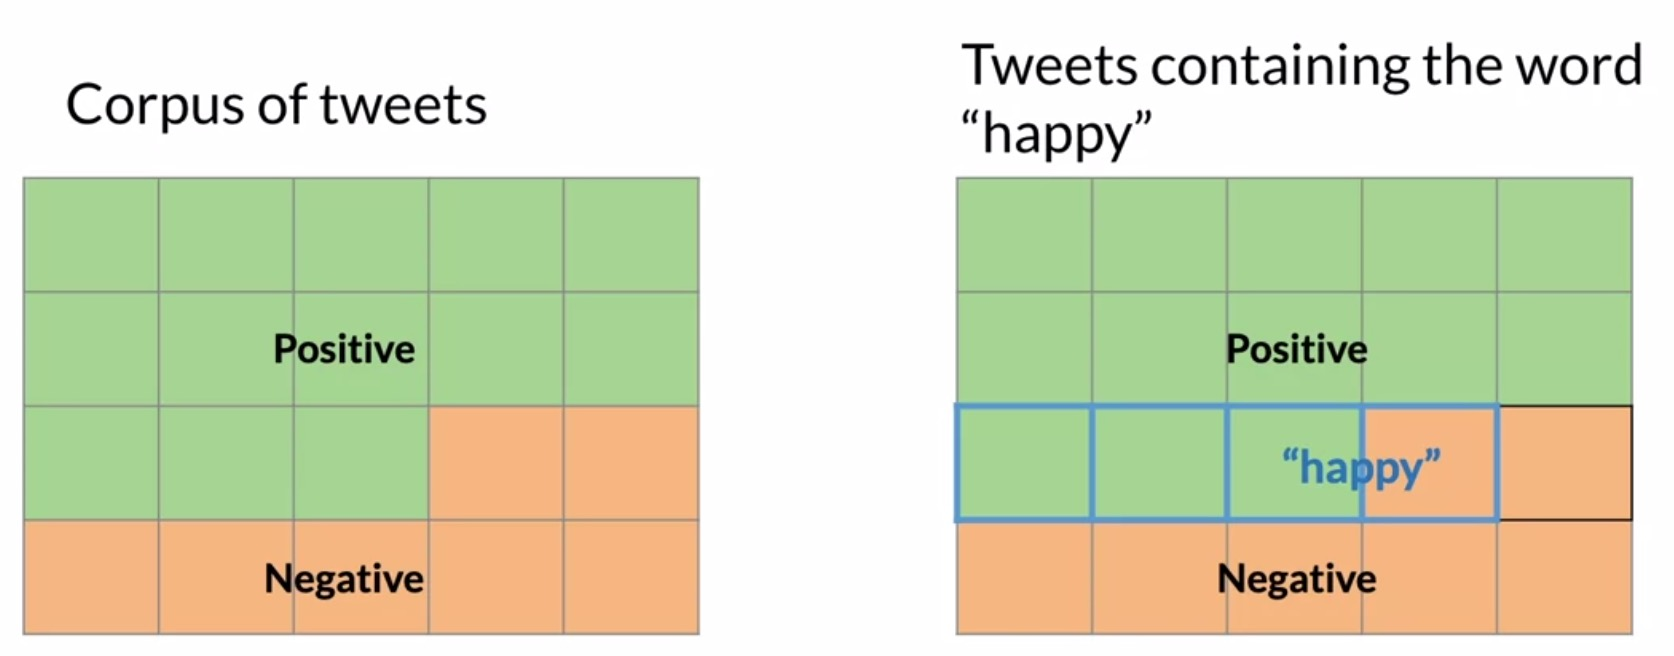 Corpus of tweets
Positive
Negative
Tweets containing the word
“happy”
Positive
“happy”
Negative